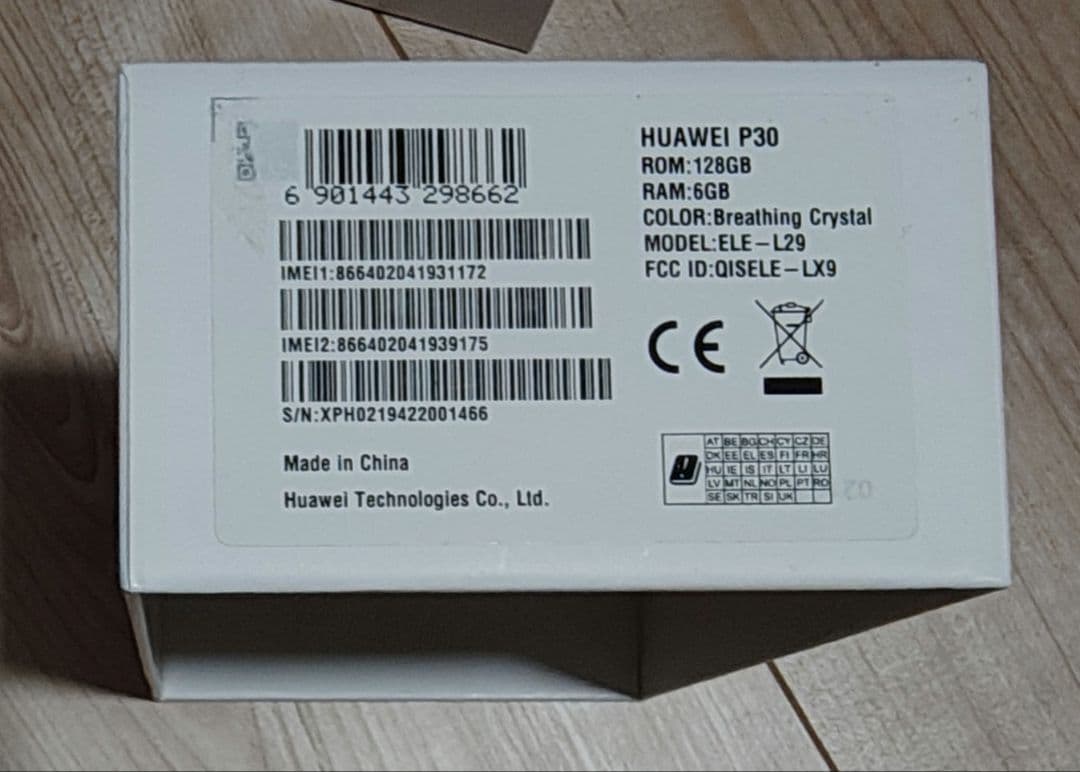 6 901443 298662
IMEI1:866402041931172
IMEI2:866402041939175
S/N:XPH0219422001466
Made in China
Huawei Technologies Co., Ltd.
HUAWEI P30
ROM:128GB
RAM:6GB
COLOR:Breathing Crystal
MODEL:ELE-L29
FCC ID:QISELE-LX9
CE
AT BE BG CH CY CZ DE
DK EE EL ES FI FR HR
HU IE IS IT LT LI LU
LV MT NL NO PL PT RO
SE SK TR SI UK
02